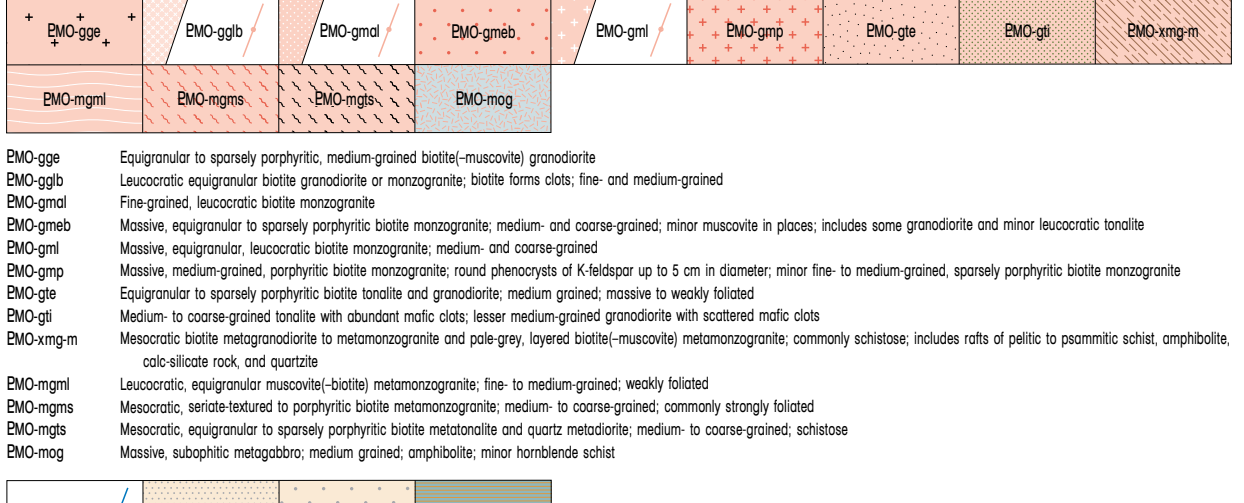 PMO-gge PMO-gglb PMO-gmal PMO-gmeb PMO-gml PMO-gmp PMO-gte PMO-gti PMO-xmg-m
PMO-mgml PMO-mgms PMO-mgts PMO-mog
PMO-gge Equigranular to sparsely porphyritic, medium-grained biotite(–muscovite) granodiorite
PMO-gglb Leucocratic equigranular biotite granodiorite or monzogranite; biotite forms clots; fine- and medium-grained
PMO-gmal Fine-grained, leucocratic biotite monzogranite
PMO-gmeb Massive, equigranular to sparsely porphyritic biotite monzogranite; medium- and coarse-grained; minor muscovite in places; includes some granodiorite and minor leucocratic tonalite
PMO-gml Massive, equigranular, leucocratic biotite monzogranite; medium- and coarse-grained
PMO-gmp Massive, medium-grained, porphyritic biotite monzogranite; round phenocrysts of K-feldspar up to 5 cm in diameter; minor fine- to medium-grained, sparsely porphyritic biotite monzogranite
PMO-gte Equigranular to sparsely porphyritic biotite tonalite and granodiorite; medium grained; massive to weakly foliated
PMO-gti Medium- to coarse-grained tonalite with abundant mafic clots; lesser medium-grained granodiorite with scattered mafic clots
PMO-xmg-m Mesocratic biotite metagranodiorite to metamonzogranite and pale-grey, layered biotite(–muscovite) metamonzogranite; commonly schistose; includes rafts of pelitic to psammitic schist, amphibolite,
calc-silicate rock, and quartzite
PMO-mgml Leucocratic, equigranular muscovite(–biotite) metamonzogranite; fine- to medium-grained; weakly foliated
PMO-mgms Mesocratic, seriate-textured to porphyritic biotite metamonzogranite; medium- to coarse-grained; commonly strongly foliated
PMO-mgts Mesocratic, equigranular to sparsely porphyritic biotite metatonalite and quartz metadiorite; medium- to coarse-grained; schistose
PMO-mog Massive, subophitic metagabbro; medium grained; amphibolite; minor hornblende schist